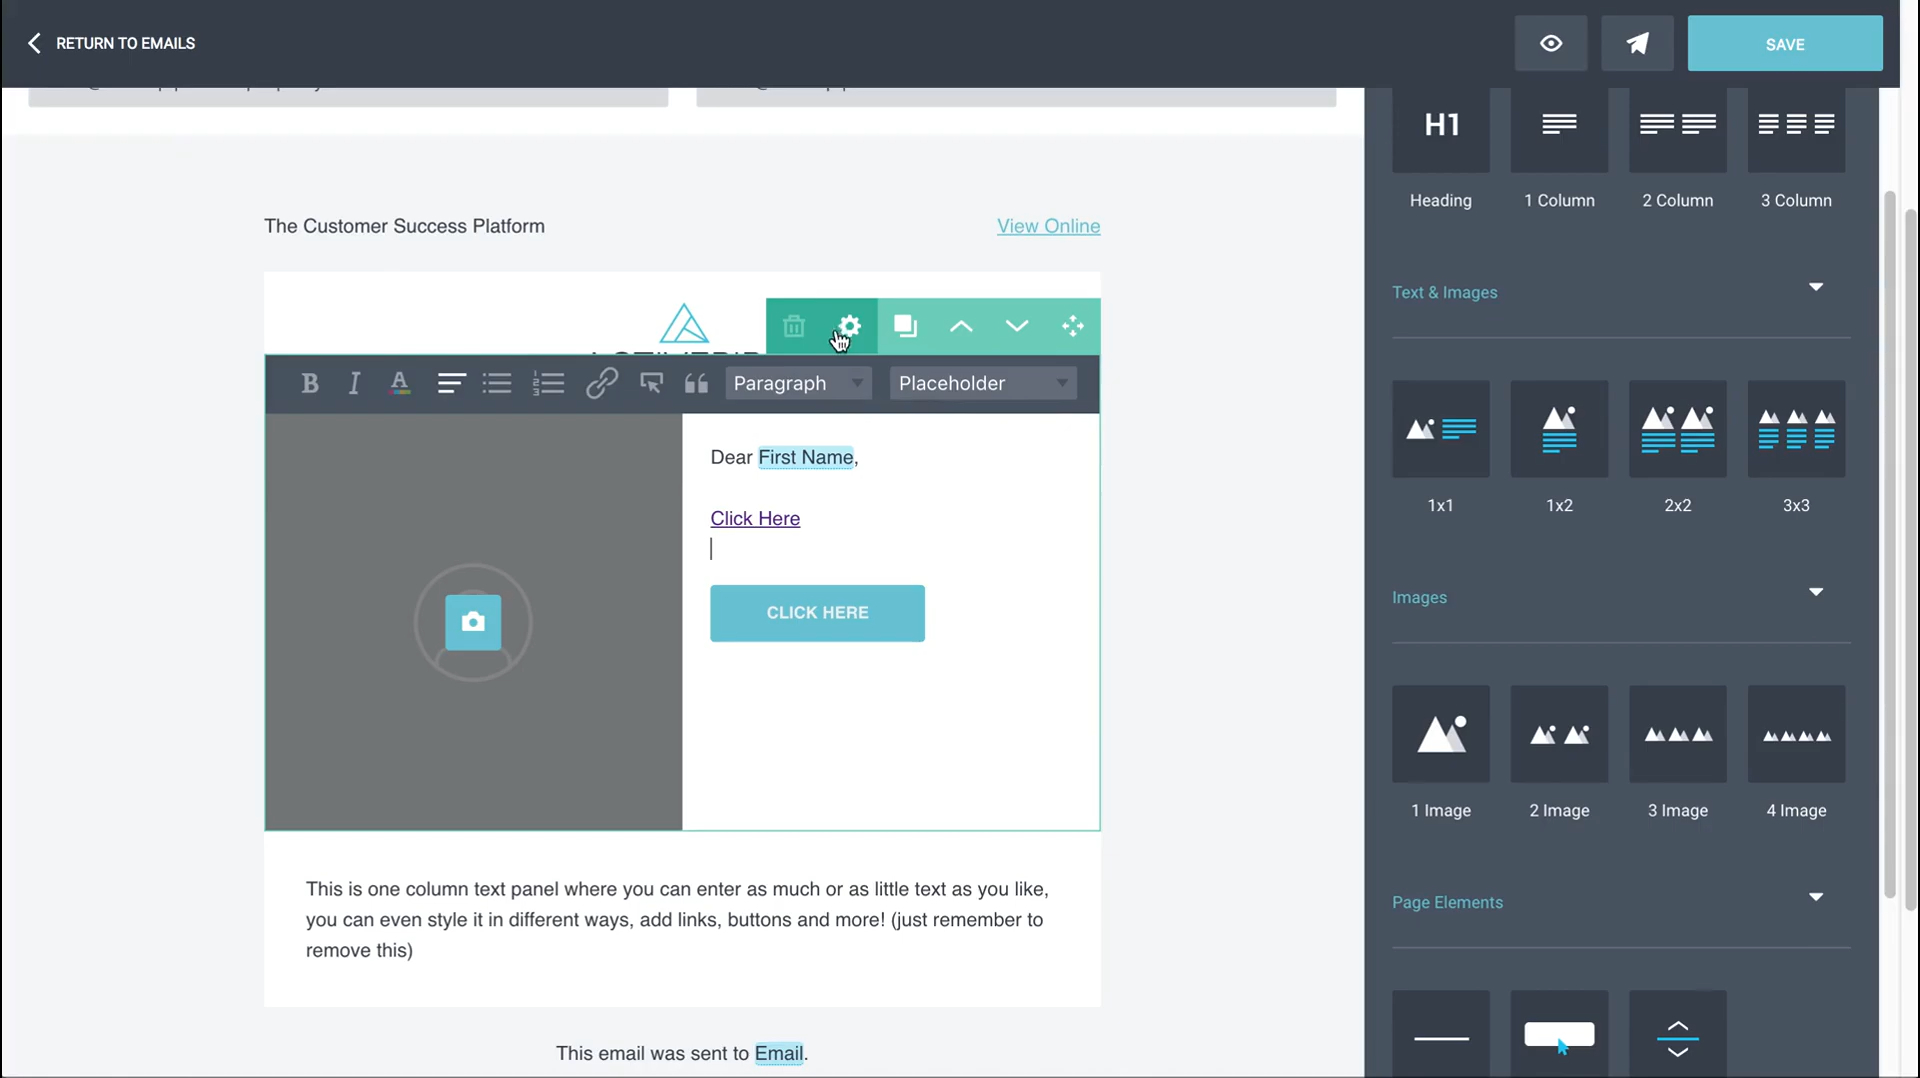 RETURN TO EMAILS
SAVE
H1
Heading
1 Column
2 Column
3 Column
The Customer Success Platform
View Online
Text & Images
B I A
Paragraph
Placeholder
Dear First Name,
Click Here
CLICK HERE
1x1
1x2
2x2
3x3
Images
1 Image
2 Image
3 Image
4 Image
This is one column text panel where you can enter as much or as little text as you like,
you can even style it in different ways, add links, buttons and more! (just remember to
remove this)
Page Elements
This email was sent to Email.